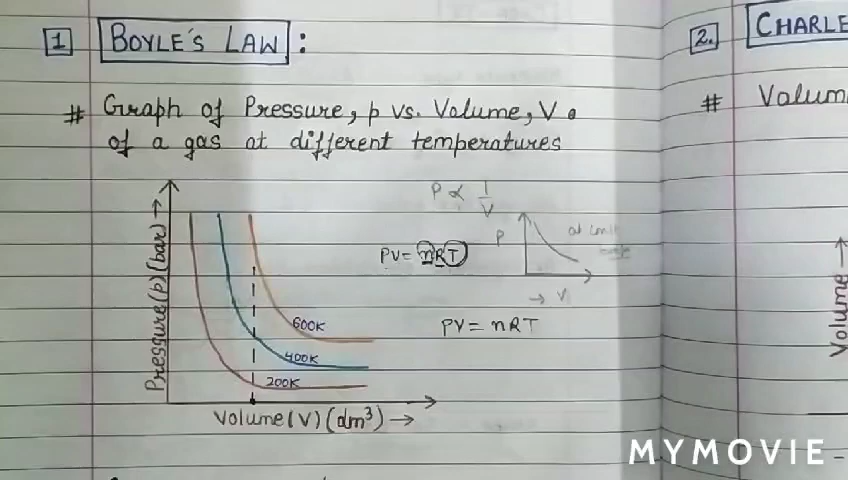 1 BOYLE'S LAW :
# Graph of Pressure, p vs. Volume, V.
of a gas at different temperatures
Pressure (p) (bar) →
600K
400K
200K
Volume (V) (dm³) →
P ∝ 1/V
PV = nRT
P
at
→ V
PV = nRT
2. CHARLE
# Volum
Volume →
MYMOVIE